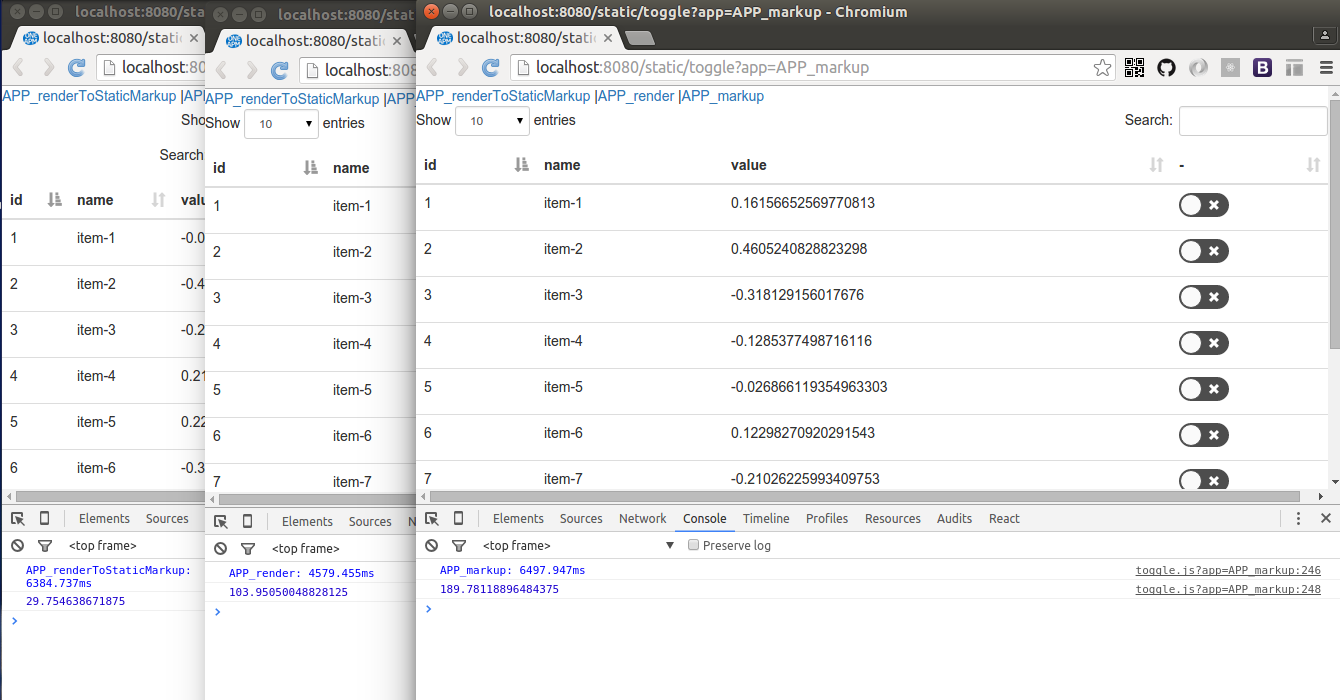 localhost:8080/static
localhost:8080/stati
localhost:80
APP_renderToStaticMarkup |AP
Sho
Search
id name valu
1 item-1 -0.0
2 item-2 -0.4
3 item-3 -0.2
4 item-4 0.21
5 item-5 0.22
6 item-6 -0.3
Elements Sources
<top frame>
APP_renderToStaticMarkup:
6384.737ms
29.754638671875
localhost:8080/static
localhost:8080/stati
localhost:808
APP_renderToStaticMarkup |APP_
Show 10 entries
id name
1 item-1
2 item-2
3 item-3
4 item-4
5 item-5
6 item-6
7 item-7
Elements Sources N
<top frame>
APP_render: 4579.455ms
103.95050048828125
localhost:8080/static/toggle?app=APP_markup - Chromium
localhost:8080/stati
localhost:8080/static/toggle?app=APP_markup
APP_renderToStaticMarkup |APP_render |APP_markup
Show 10 entries Search:
id name value -
1 item-1 0.16156652569770813
2 item-2 0.4605240828823298
3 item-3 -0.318129156017676
4 item-4 -0.1285377498716116
5 item-5 -0.026866119354963303
6 item-6 0.12298270920291543
7 item-7 -0.21026225993409753
Elements Sources Network Console Timeline Profiles Resources Audits React
<top frame> Preserve log
APP_markup: 6497.947ms toggle.js?app=APP_markup:246
189.78118896484375 toggle.js?app=APP_markup:248